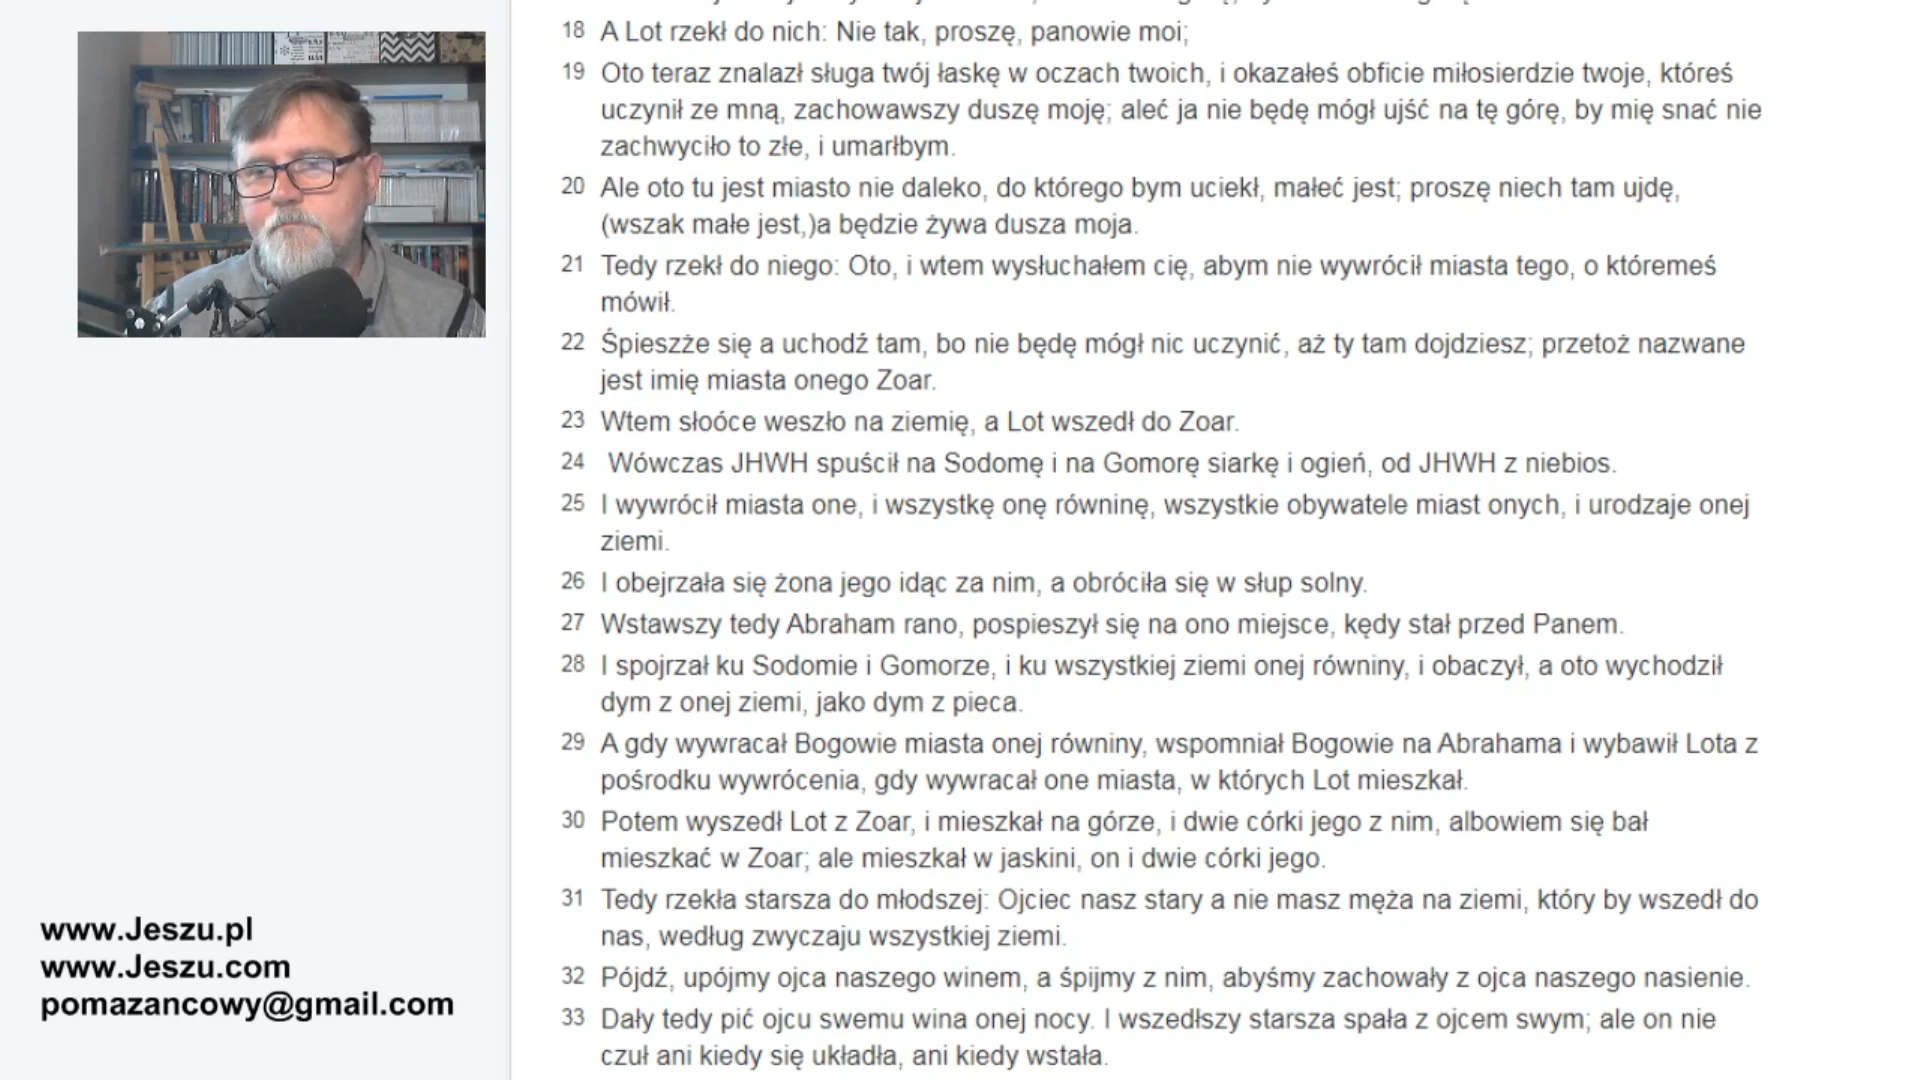 18 A Lot rzekł do nich: Nie tak, proszę, panowie moi;
19 Oto teraz znalazł sługa twój łaskę w oczach twoich, i okazałeś obficie miłosierdzie twoje, któreś
uczynił ze mną, zachowawszy duszę moję; aleć ja nie będę mógł ujść na tę górę, by mię snać nie
zachwyciło to złe, i umarłbym.
20 Ale oto tu jest miasto nie daleko, do którego bym uciekł, małeć jest; proszę niech tam ujdę,
(wszak małe jest,)a będzie żywa dusza moja.
21 Tedy rzekł do niego: Oto, i wtem wysłuchałem cię, abym nie wywrócił miasta tego, o któremeś
mówił.
22 Śpieszże się a uchodź tam, bo nie będę mógł nic uczynić, aż ty tam dojdziesz; przetoż nazwane
jest imię miasta onego Zoar.
23 Wtem słoóce weszło na ziemię, a Lot wszedł do Zoar.
24 Wówczas JHWH spuścił na Sodomę i na Gomorę siarkę i ogień, od JHWH z niebios.
25 I wywrócił miasta one, i wszystkę onę równinę, wszystkie obywatele miast onych, i urodzaje onej
ziemi.
26 I obejrzała się żona jego idąc za nim, a obróciła się w słup solny.
27 Wstawszy tedy Abraham rano, pospieszył się na ono miejsce, kędy stał przed Panem.
28 I spojrzał ku Sodomie i Gomorze, i ku wszystkiej ziemi onej równiny, i obaczył, a oto wychodził
dym z onej ziemi, jako dym z pieca.
29 A gdy wywracał Bogowie miasta onej równiny, wspomniał Bogowie na Abrahama i wybawił Lota z
pośrodku wywrócenia, gdy wywracał one miasta, w których Lot mieszkał.
30 Potem wyszedł Lot z Zoar, i mieszkał na górze, i dwie córki jego z nim, albowiem się bał
mieszkać w Zoar; ale mieszkał w jaskini, on i dwie córki jego.
31 Tedy rzekła starsza do młodszej: Ojciec nasz stary a nie masz męża na ziemi, który by wszedł do
nas, według zwyczaju wszystkiej ziemi.
32 Pójdź, upójmy ojca naszego winem, a śpijmy z nim, abyśmy zachowały z ojca naszego nasienie.
33 Dały tedy pić ojcu swemu wina onej nocy. I wszedłszy starsza spała z ojcem swym; ale on nie
czuł ani kiedy się układła, ani kiedy wstała.
www.Jeszu.pl
www.Jeszu.com
pomazancowy@gmail.com